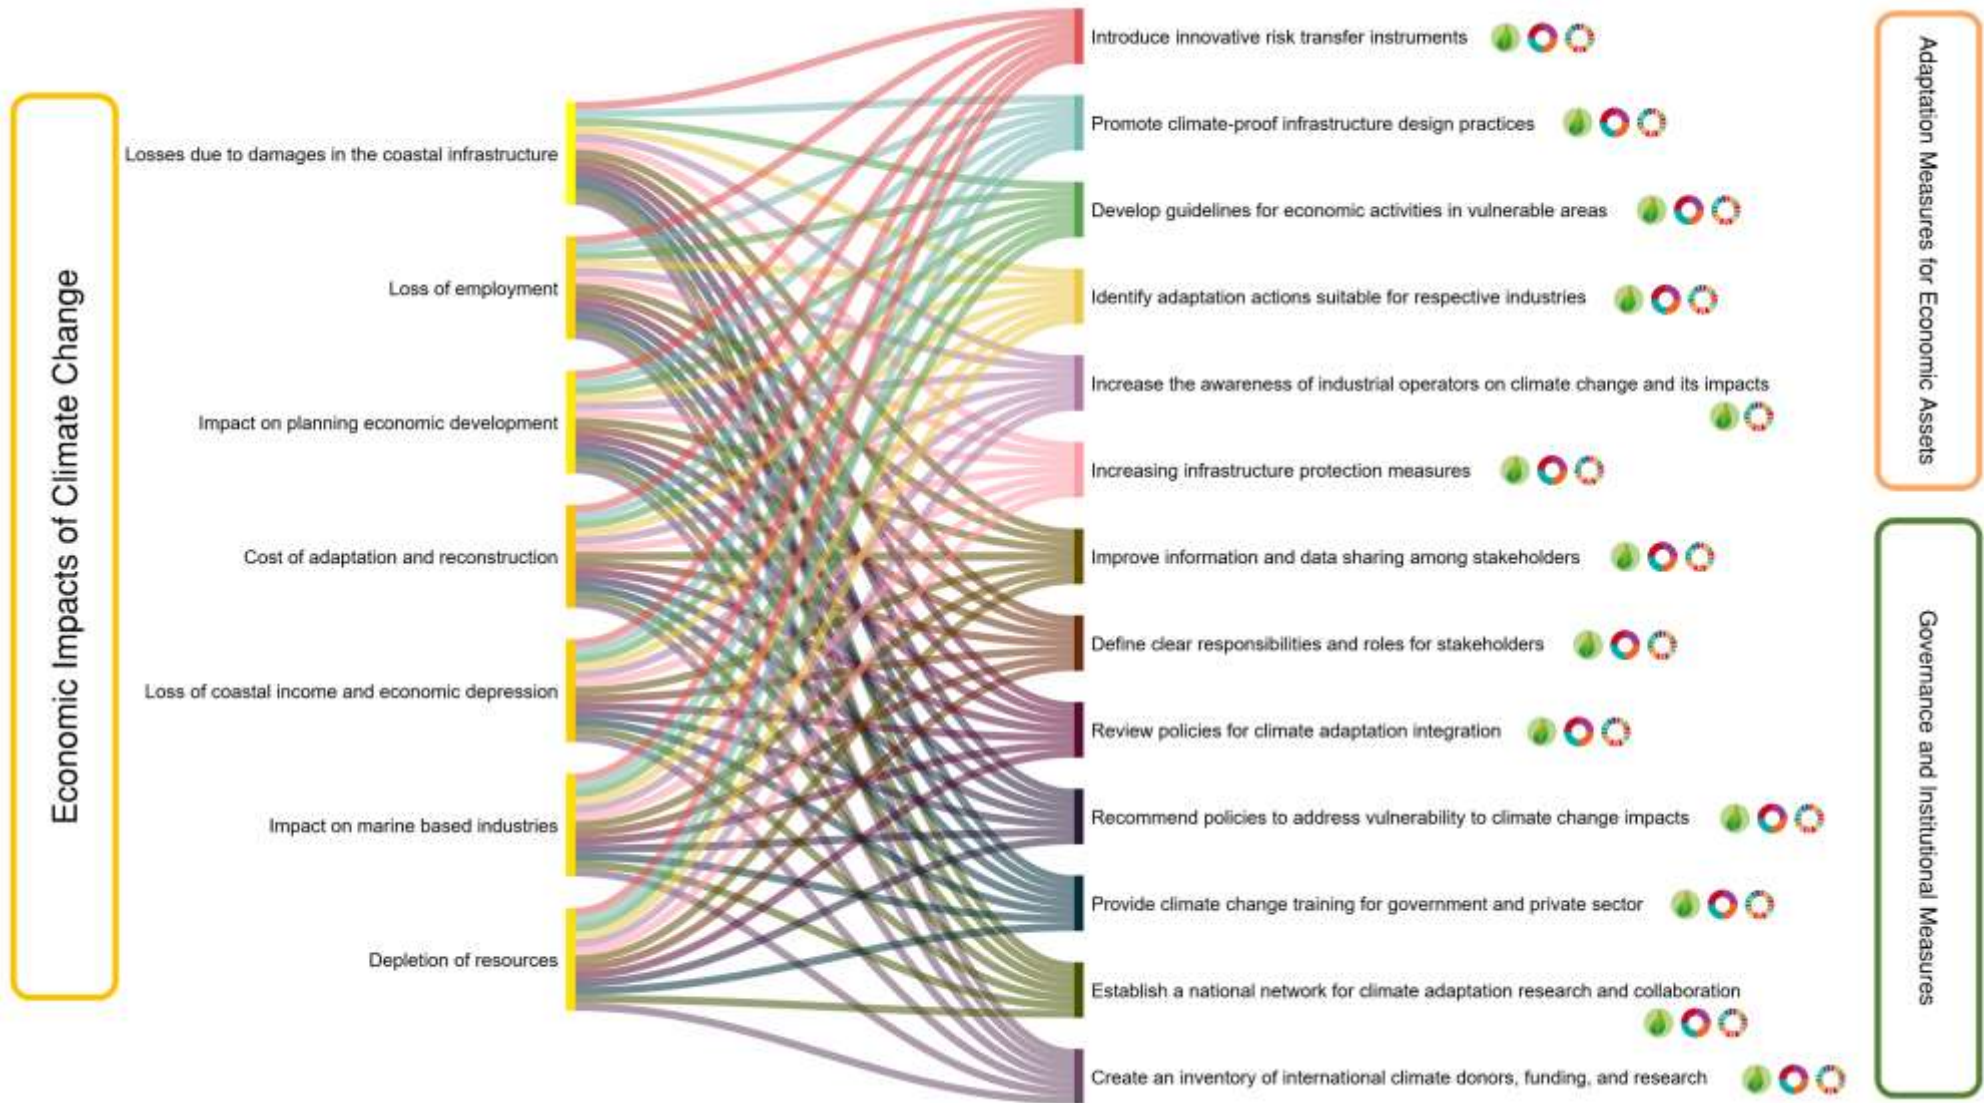 Economic Impacts of Climate Change
Losses due to damages in the coastal infrastructure
Loss of employment
Impact on planning economic development
Cost of adaptation and reconstruction
Loss of coastal income and economic depression
Impact on marine based industries
Depletion of resources
Introduce innovative risk transfer instruments
Promote climate-proof infrastructure design practices
Develop guidelines for economic activities in vulnerable areas
Identify adaptation actions suitable for respective industries
Increase the awareness of industrial operators on climate change and its impacts
Increasing infrastructure protection measures
Improve information and data sharing among stakeholders
Define clear responsibilities and roles for stakeholders
Review policies for climate adaptation integration
Recommend policies to address vulnerability to climate change impacts
Provide climate change training for government and private sector
Establish a national network for climate adaptation research and collaboration
Create an inventory of international climate donors, funding, and research
Adaptation Measures for Economic Assets
Governance and Institutional Measures